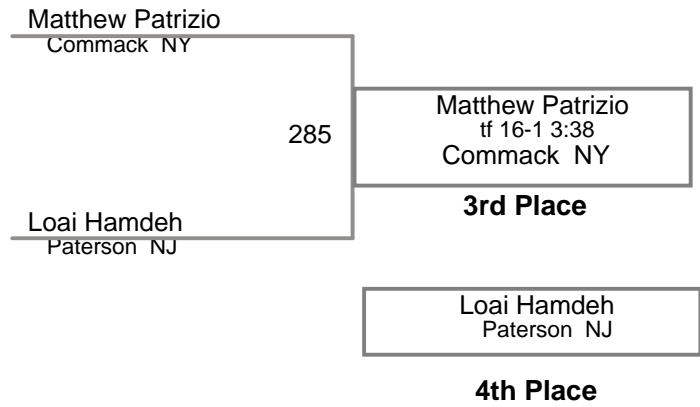 Matthew Patrizio
Commack NY
285
Matthew Patrizio
tf 16-1 3:38
Commack NY
3rd Place
Loai Hamdeh
Paterson NJ
Loai Hamdeh
Paterson NJ
4th Place